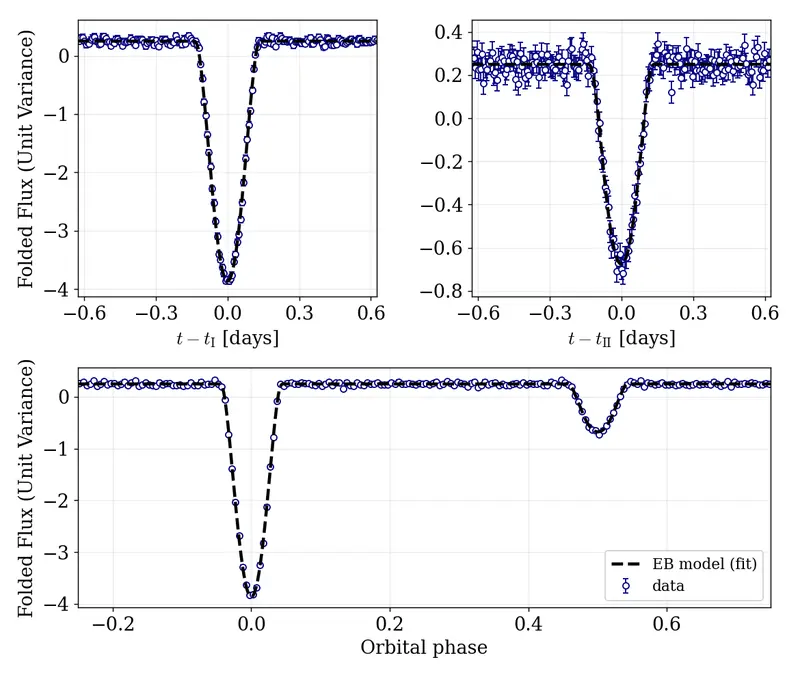 Folded Flux (Unit Variance)
0
−1
−2
−3
−4
−0.6 −0.3 0.0 0.3 0.6
t − t_I [days]
0.4
0.2
0.0
−0.2
−0.4
−0.6
−0.8
−0.6 −0.3 0.0 0.3 0.6
t − t_II [days]
Folded Flux (Unit Variance)
0
−1
−2
−3
−4
−0.2 0.0 0.2 0.4 0.6
Orbital phase
EB model (fit)
data